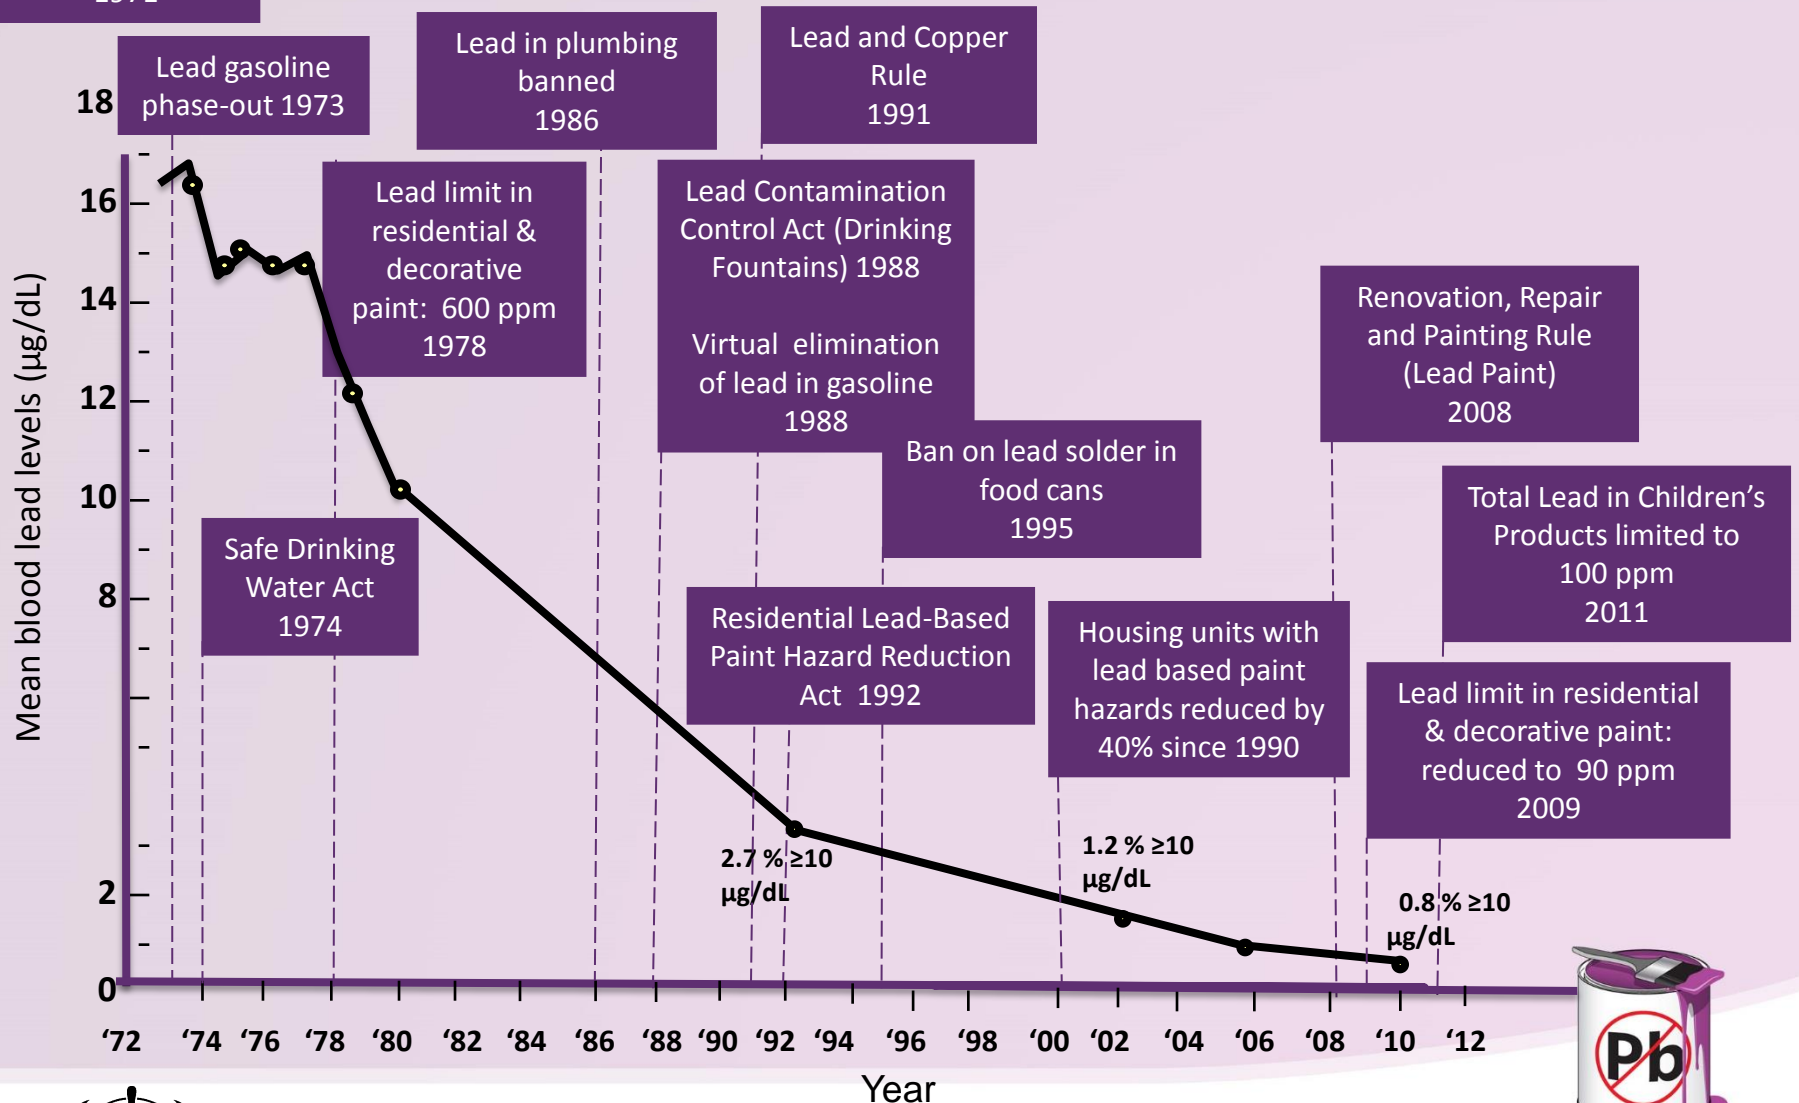 1971
Lead gasoline
phase-out 1973
Lead in plumbing
banned
1986
Lead and Copper
Rule
1991
Lead limit in
residential &
decorative
paint: 600 ppm
1978
Lead Contamination
Control Act (Drinking
Fountains) 1988
Virtual elimination
of lead in gasoline
1988
Renovation, Repair
and Painting Rule
(Lead Paint)
2008
Ban on lead solder in
food cans
1995
Total Lead in Children’s
Products limited to
100 ppm
2011
Safe Drinking
Water Act
1974
Residential Lead-Based
Paint Hazard Reduction
Act 1992
Housing units with
lead based paint
hazards reduced by
40% since 1990
Lead limit in residential
& decorative paint:
reduced to 90 ppm
2009
Mean blood lead levels (µg/dL)
18
16
14
12
10
8
2
0
2.7 % ≥10
µg/dL
1.2 % ≥10
µg/dL
0.8 % ≥10
µg/dL
‘72 ‘74 ‘76 ‘78 ‘80 ‘82 ‘84 ‘86 ‘88 ‘90 ‘92 ‘94 ‘96 ‘98 ‘00 ‘02 ‘04 ‘06 ‘08 ‘10 ‘12
Year
Pb